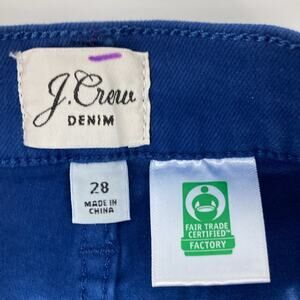 J.Crew
DENIM
28
MADE IN
CHINA
FAIR TRADE
CERTIFIED™
FACTORY